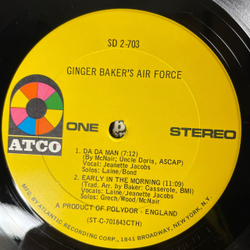 SD 2-703
GINGER BAKER'S AIR FORCE
ATCO
ONE
STEREO
1. DA DA MAN (7:12)
(By McNair; Uncle Doris, ASCAP)
Vocal: Jeanette Jacobs
Solos: Laine/Bond
2. EARLY IN THE MORNING (11:09)
(Trad. Arr. by Baker; Casserole, BMI)
Vocals: Laine/Jeanette Jacobs
Solos: Grech/Wood/McNair
A PRODUCT OF POLYDOR - ENGLAND
(ST-C-701843CTH)
MFG. BY ATLANTIC RECORDING CORP., 1841 BROADWAY, NEW YORK, N.Y.